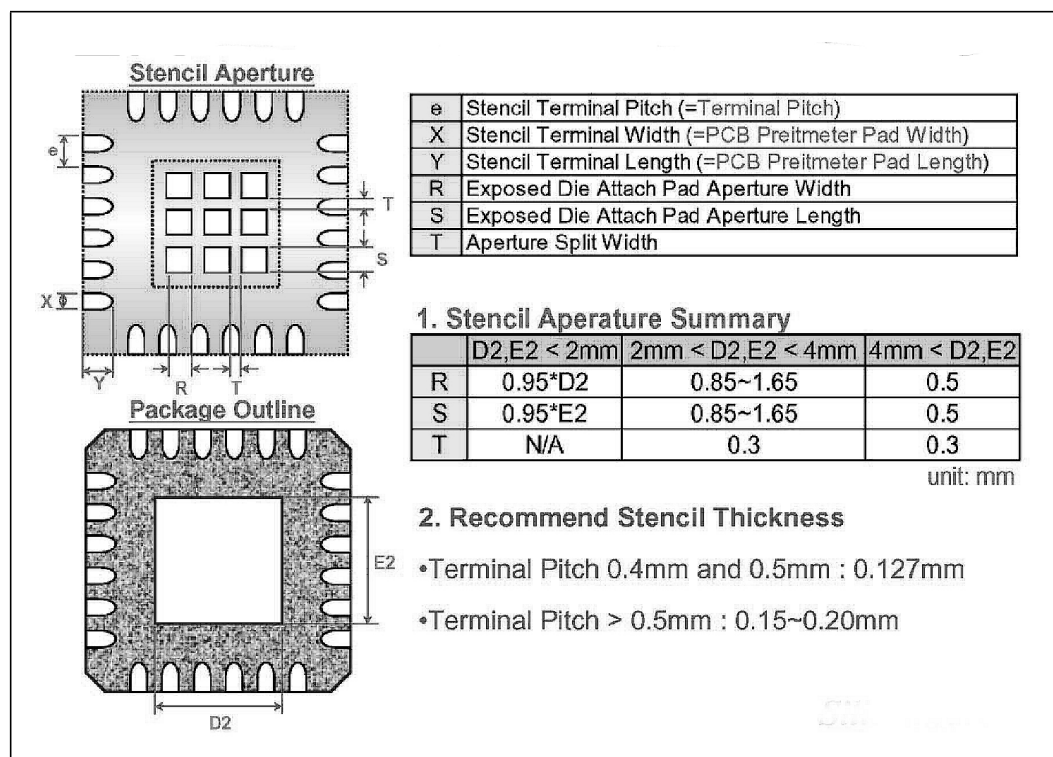 Stencil Aperture
e
X
Y
R
T
T
S
Package Outline
E2
D2
e Stencil Terminal Pitch (=Terminal Pitch)
X Stencil Terminal Width (=PCB Preitmeter Pad Width)
Y Stencil Terminal Length (=PCB Preitmeter Pad Length)
R Exposed Die Attach Pad Aperture Width
S Exposed Die Attach Pad Aperture Length
T Aperture Split Width
1. Stencil Aperature Summary
D2,E2 < 2mm 2mm < D2,E2 < 4mm 4mm < D2,E2
R 0.95*D2 0.85~1.65 0.5
S 0.95*E2 0.85~1.65 0.5
T N/A 0.3 0.3
unit: mm
2. Recommend Stencil Thickness
•Terminal Pitch 0.4mm and 0.5mm : 0.127mm
•Terminal Pitch > 0.5mm : 0.15~0.20mm